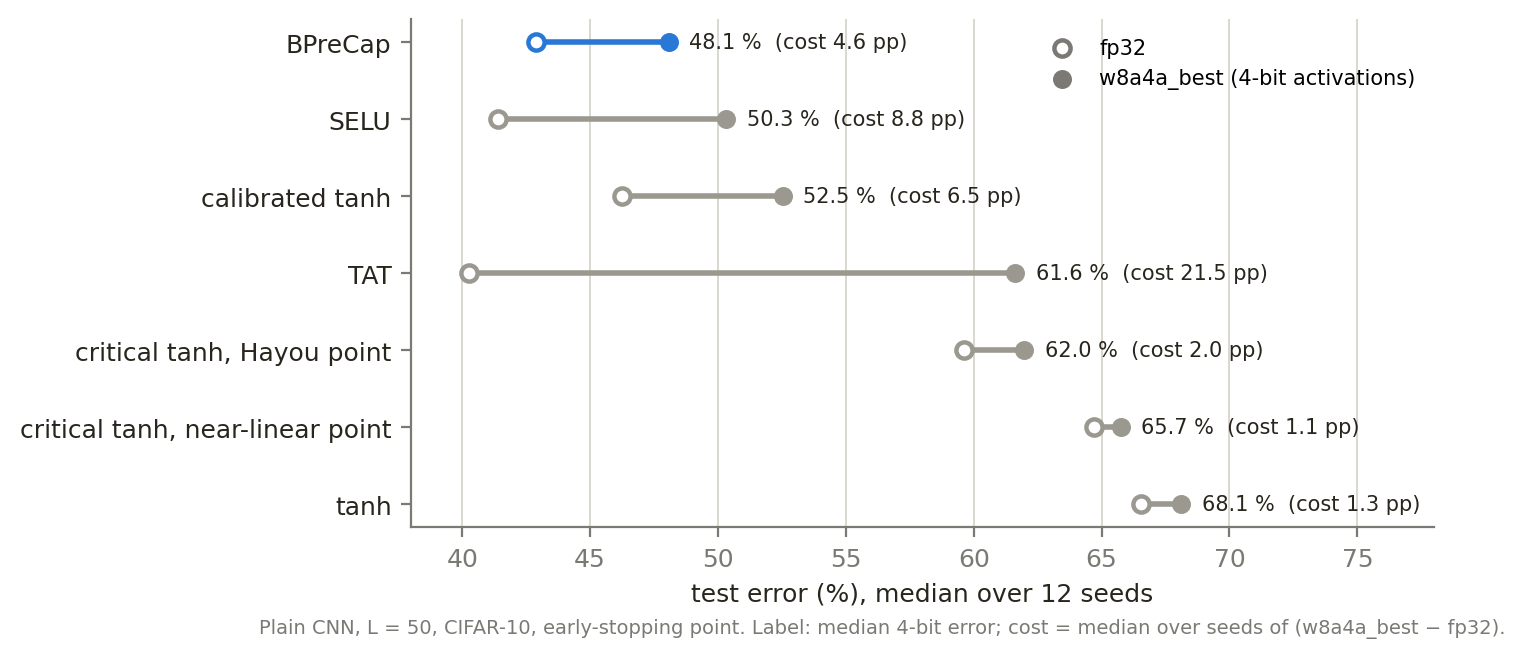 BPreCap
48.1 % (cost 4.6 pp)
fp32
w8a4a_best (4-bit activations)
SELU
50.3 % (cost 8.8 pp)
calibrated tanh
52.5 % (cost 6.5 pp)
TAT
61.6 % (cost 21.5 pp)
critical tanh, Hayou point
62.0 % (cost 2.0 pp)
critical tanh, near-linear point
65.7 % (cost 1.1 pp)
tanh
68.1 % (cost 1.3 pp)
40 45 50 55 60 65 70 75
test error (%), median over 12 seeds
Plain CNN, L = 50, CIFAR-10, early-stopping point. Label: median 4-bit error; cost = median over seeds of (w8a4a_best − fp32).